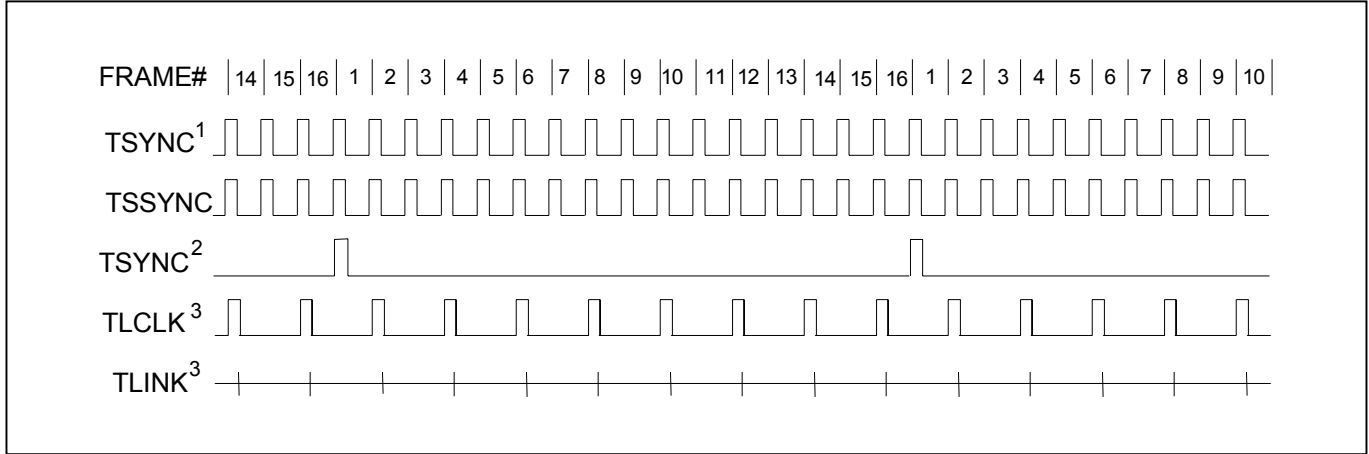 FRAME# 14 15 16 1 2 3 4 5 6 7 8 9 10 11 12 13 14 15 16 1 2 3 4 5 6 7 8 9 10
TSYNC¹
TSSYNC
TSYNC²
TLCLK³
TLINK³